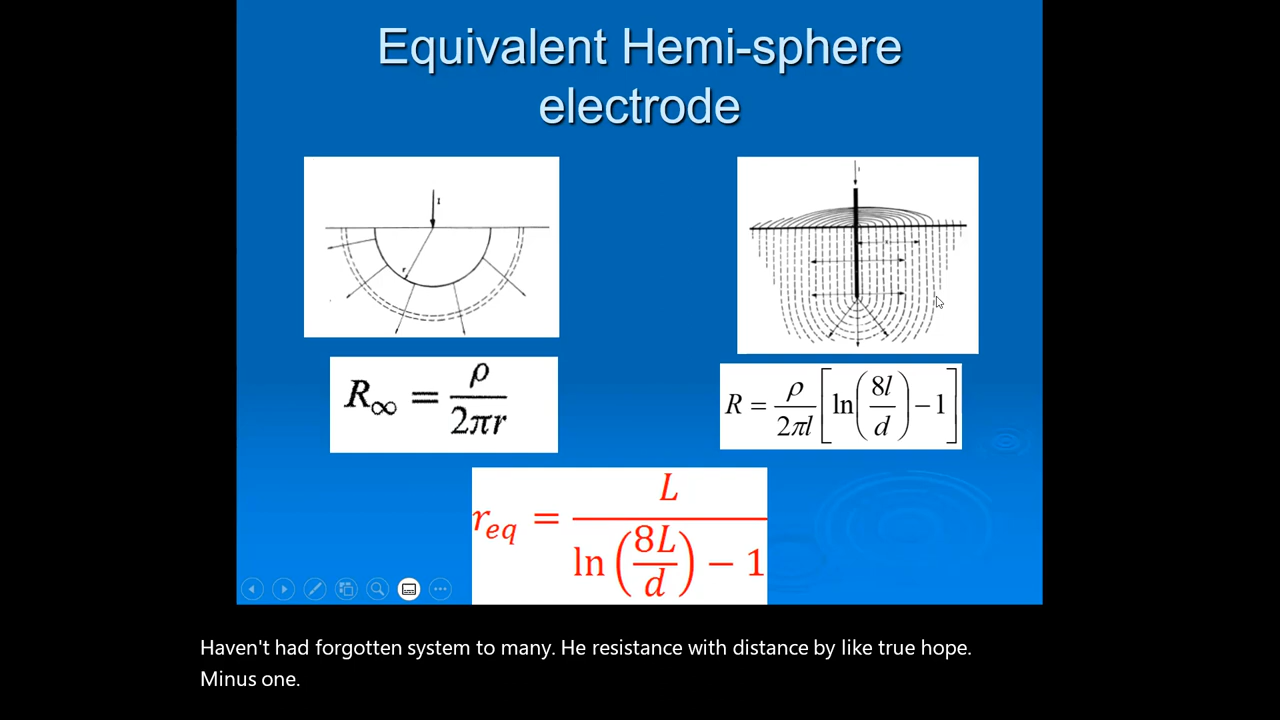 Equivalent Hemi-sphere
electrode
I
r
R∞ = ρ / 2πr
R = ρ / 2πl [ln(8l / d) − 1]
r_eq = L / (ln(8L / d) − 1)
Haven't had forgotten system to many. He resistance with distance by like true hope.
Minus one.